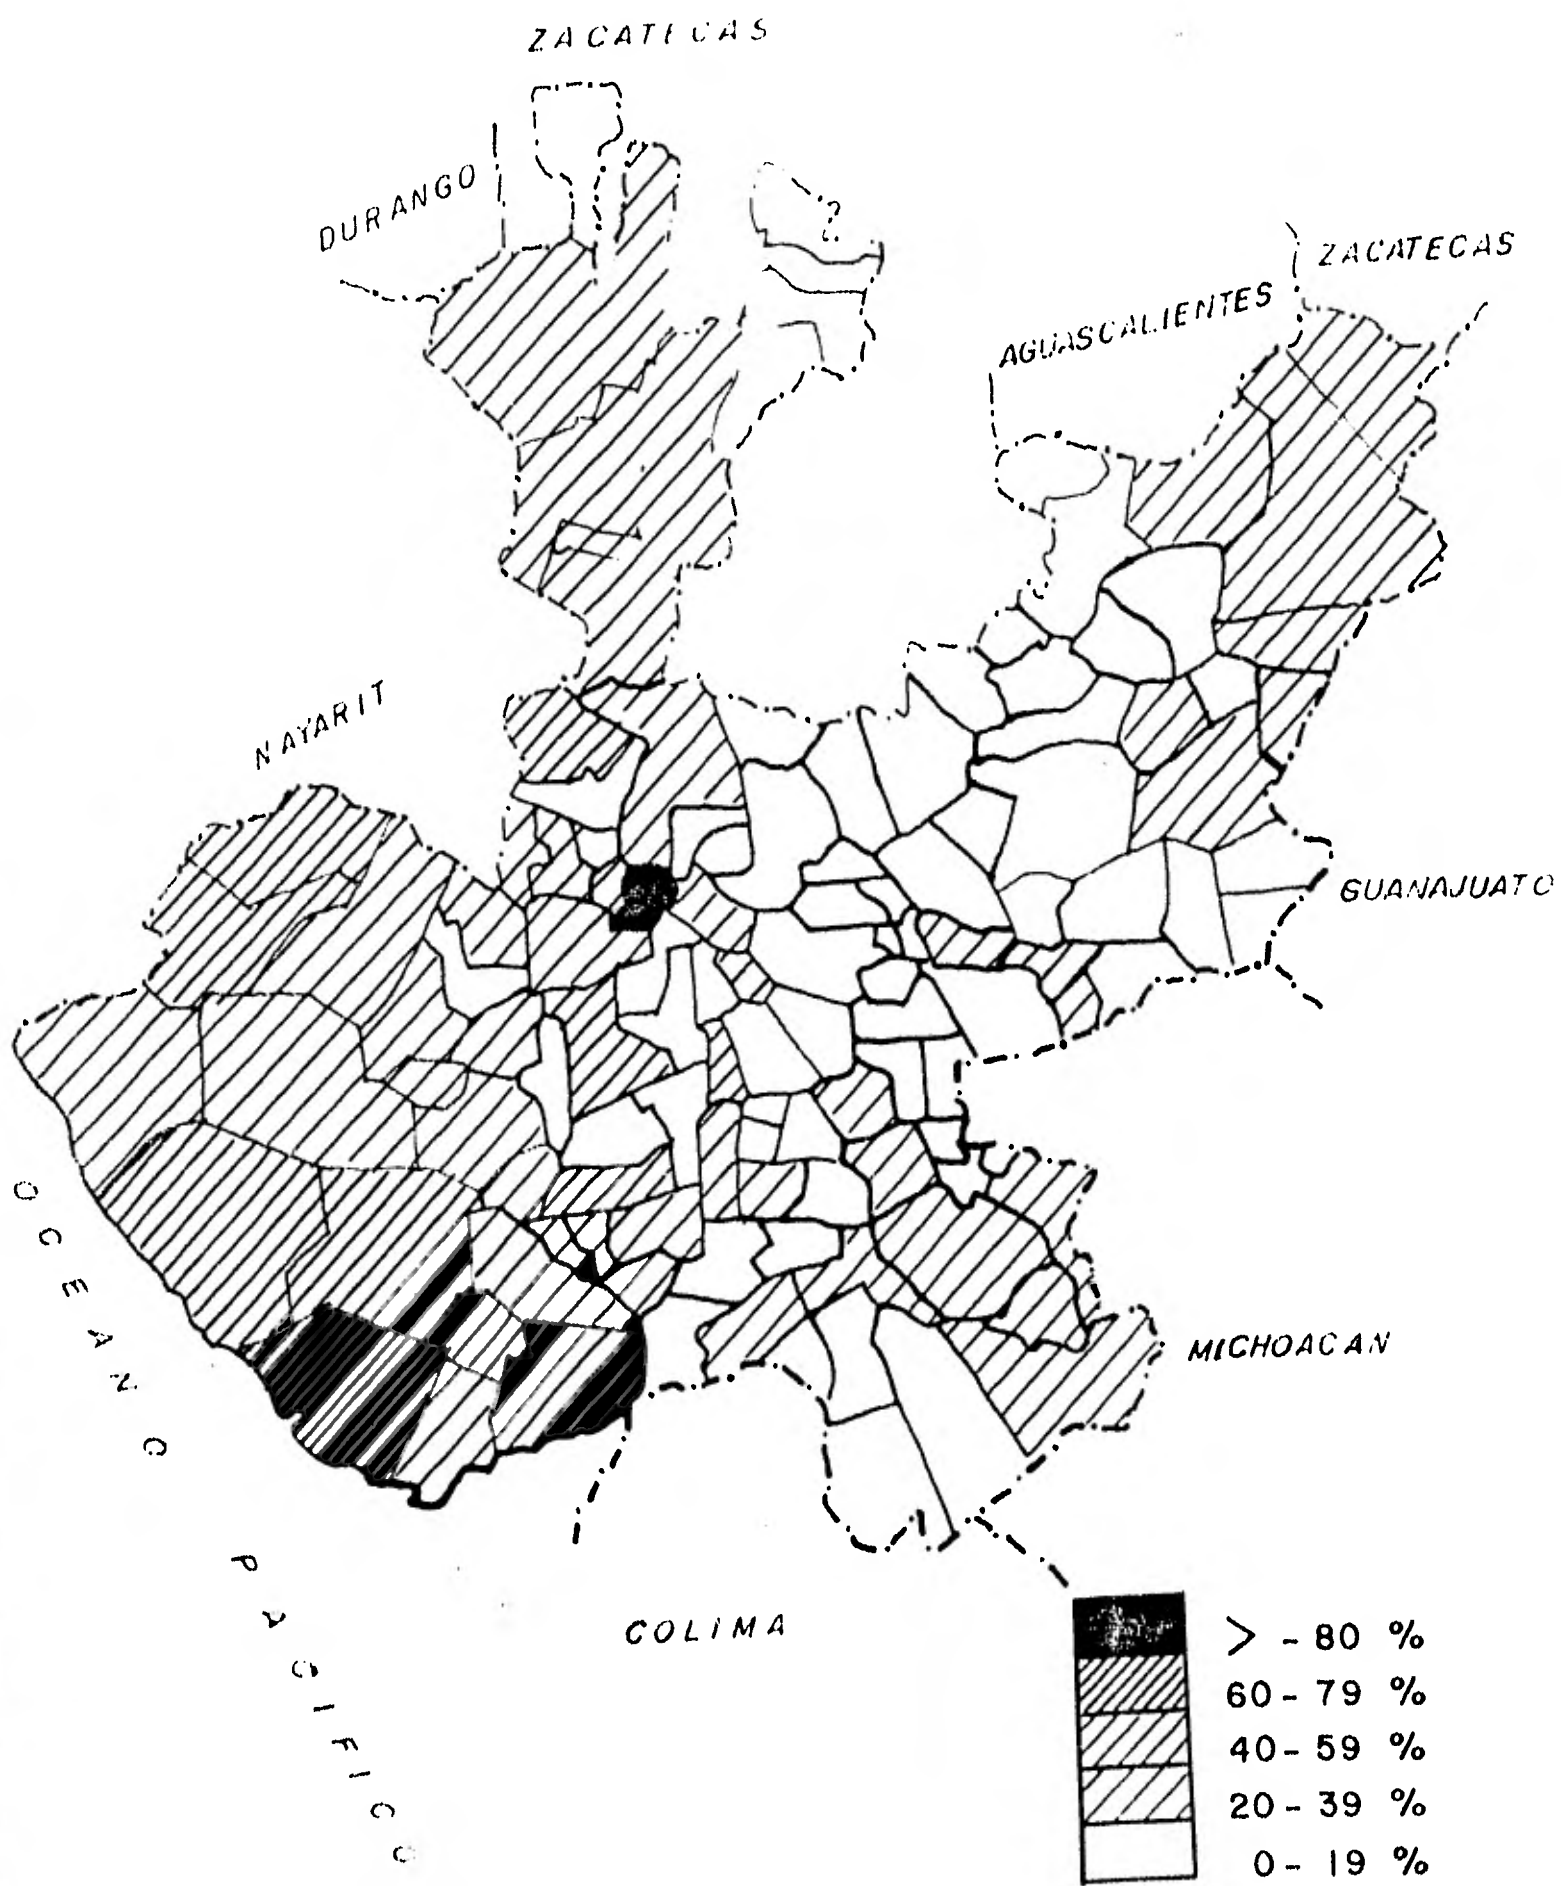 ZACATECAS
DURANGO
ZACATECAS
AGUASCALIENTES
NAYARIT
GUANAJUATO
OCEANO PACIFICO
MICHOACAN
COLIMA
> - 80 %
60 - 79 %
40 - 59 %
20 - 39 %
0 - 19 %